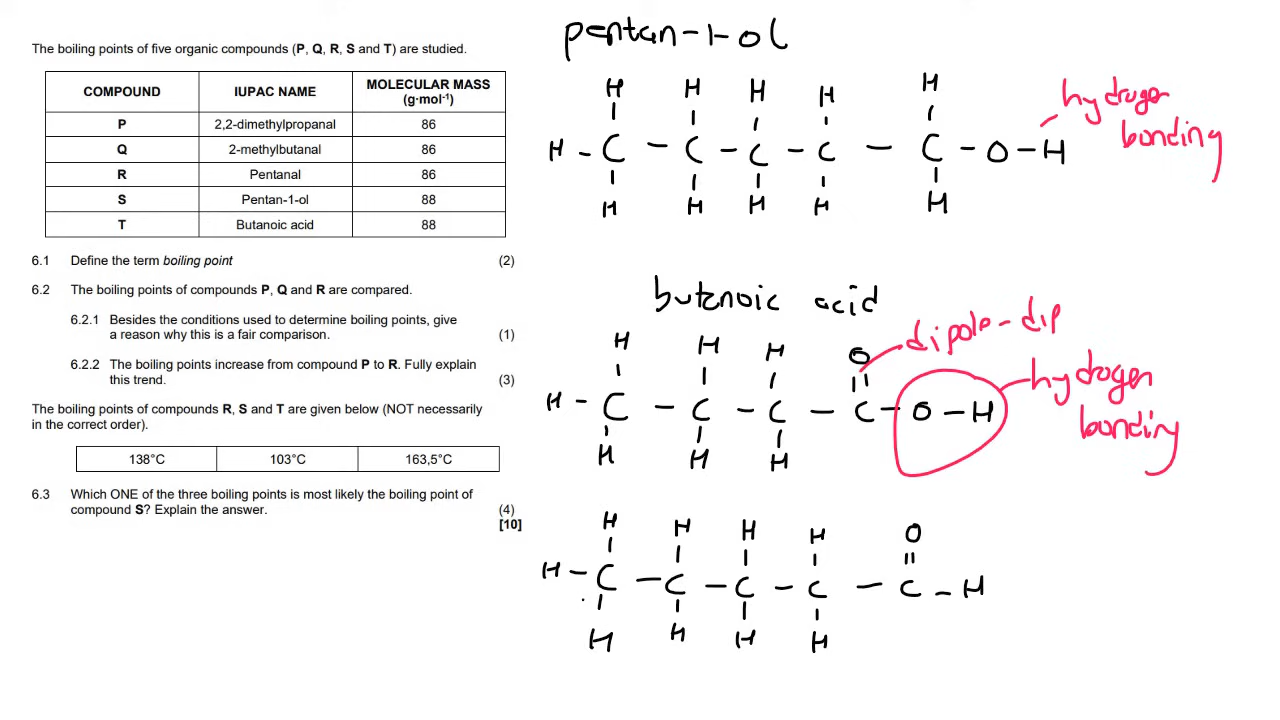 The boiling points of five organic compounds (P, Q, R, S and T) are studied.
COMPOUND IUPAC NAME MOLECULAR MASS (g·mol⁻¹)
P 2,2-dimethylpropanal 86
Q 2-methylbutanal 86
R Pentanal 86
S Pentan-1-ol 88
T Butanoic acid 88
6.1 Define the term boiling point (2)
6.2 The boiling points of compounds P, Q and R are compared.
6.2.1 Besides the conditions used to determine boiling points, give
a reason why this is a fair comparison. (1)
6.2.2 The boiling points increase from compound P to R. Fully explain
this trend. (3)
The boiling points of compounds R, S and T are given below (NOT necessarily
in the correct order).
138°C 103°C 163,5°C
6.3 Which ONE of the three boiling points is most likely the boiling point of
compound S? Explain the answer. (4)
[10]
pentan-1-ol
H H H H H
H - C - C - C - C - C - O - H
H H H H H
hydrogen
bonding
butanoic acid
H H H O
H - C - C - C - C - O - H
H H H
dipole-dip
hydrogen
bonding
H H H H O
H - C - C - C - C - C - H
H H H H